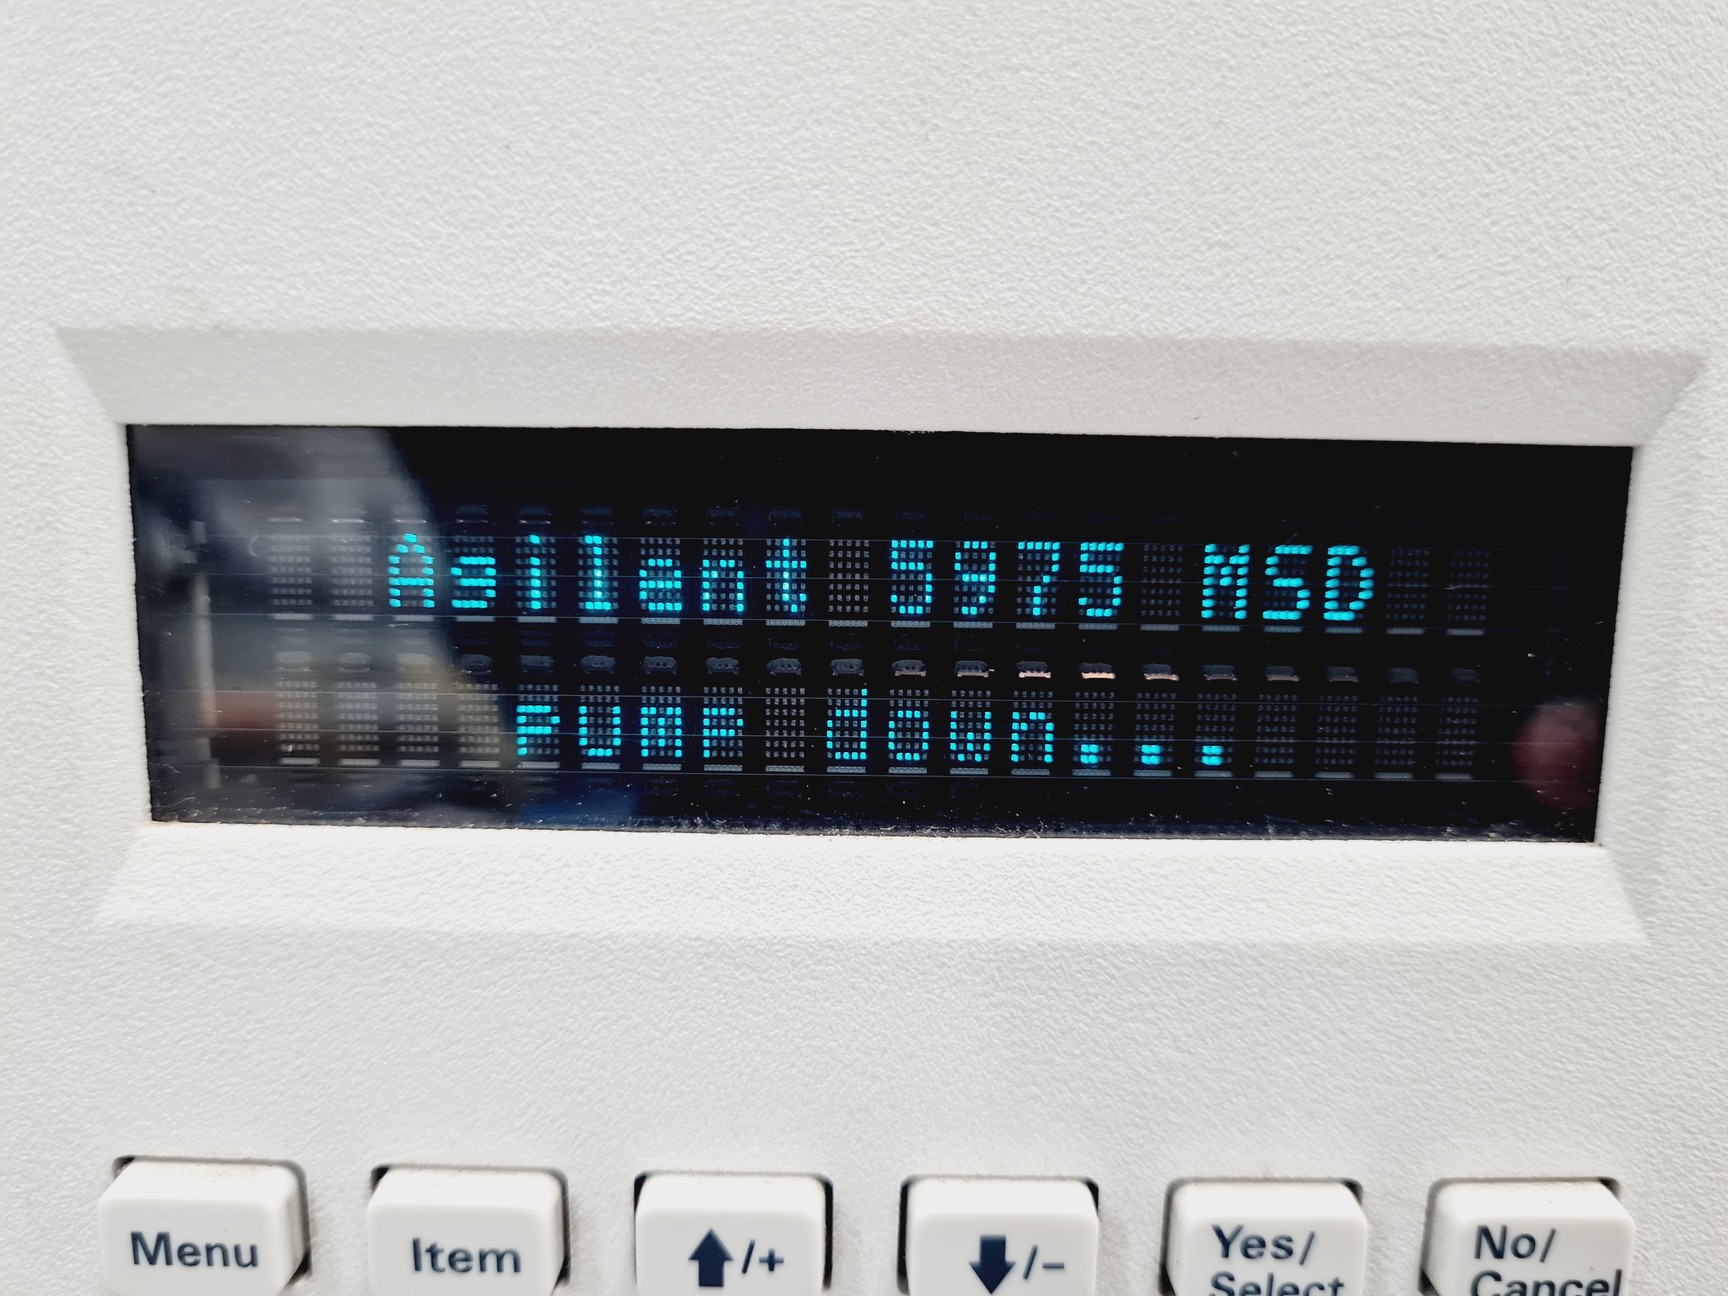 Agilent 5975 MSD
Pump down...
Menu
Item
↑/+
↓/-
Yes/
Select
No/
Cancel